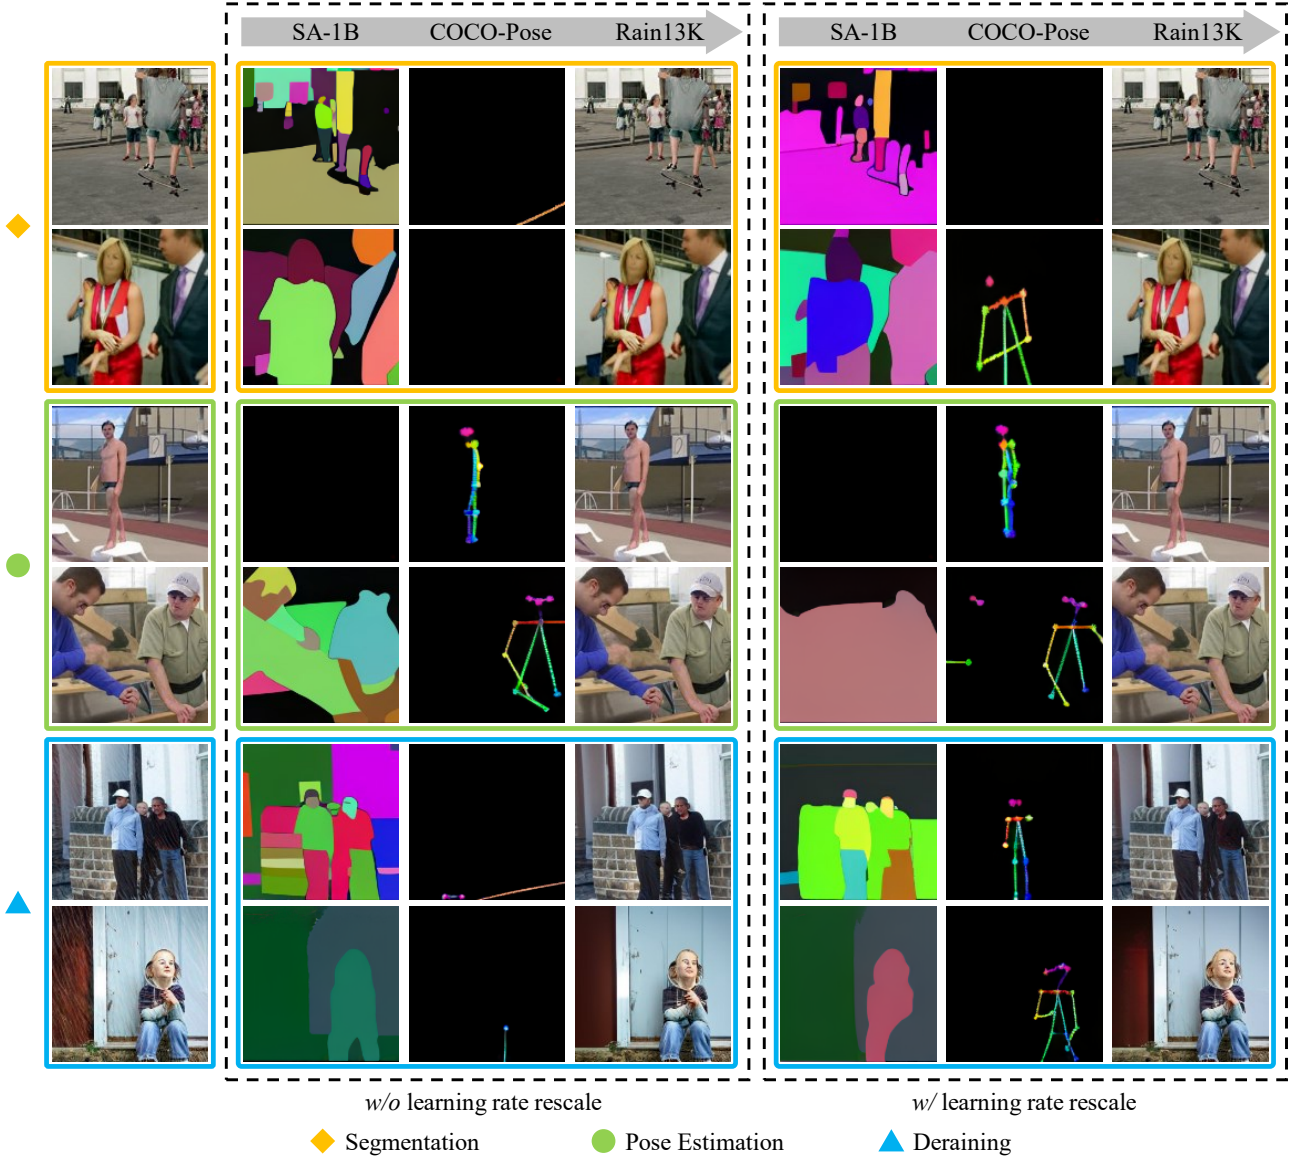 SA-1B COCO-Pose Rain13K SA-1B COCO-Pose Rain13K
w/o learning rate rescale w/ learning rate rescale
Segmentation Pose Estimation Deraining